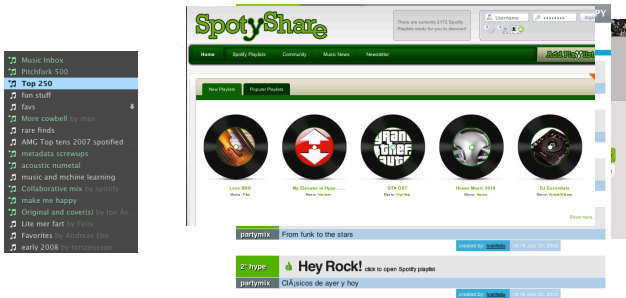 Music Inbox
Pitchfork 500
Top 250
fun stuff
favs
More cowbell by max
rare finds
AMG Top tens 2007 spotified
metadata screwups
acoustic numetal
music and mchine learning
Collaborative mix by spotify
make me happy
Original and cover(s) by Jon Ås...
Lite mer fart by Felix
Favorites by Andreas Ehn
early 2008 by torstensson
SpotyShare
There are currently 2172 Spotify
Playlists ready for you to discover!
Username
********
login
Home
Spotify Playlists
Community
Music News
Newsletter
Add Playlist
New Playlists
Popular Playlists
Loco BBD
My Elevator is Hype ......
GTA OST
House Music 2010
DJ Essentials
Show more
partymix
From funk to the stars
created by
2° hype
Hey Rock! click to open Spotify playlist
partymix
ClÃ¡sicos de ayer y hoy
created by